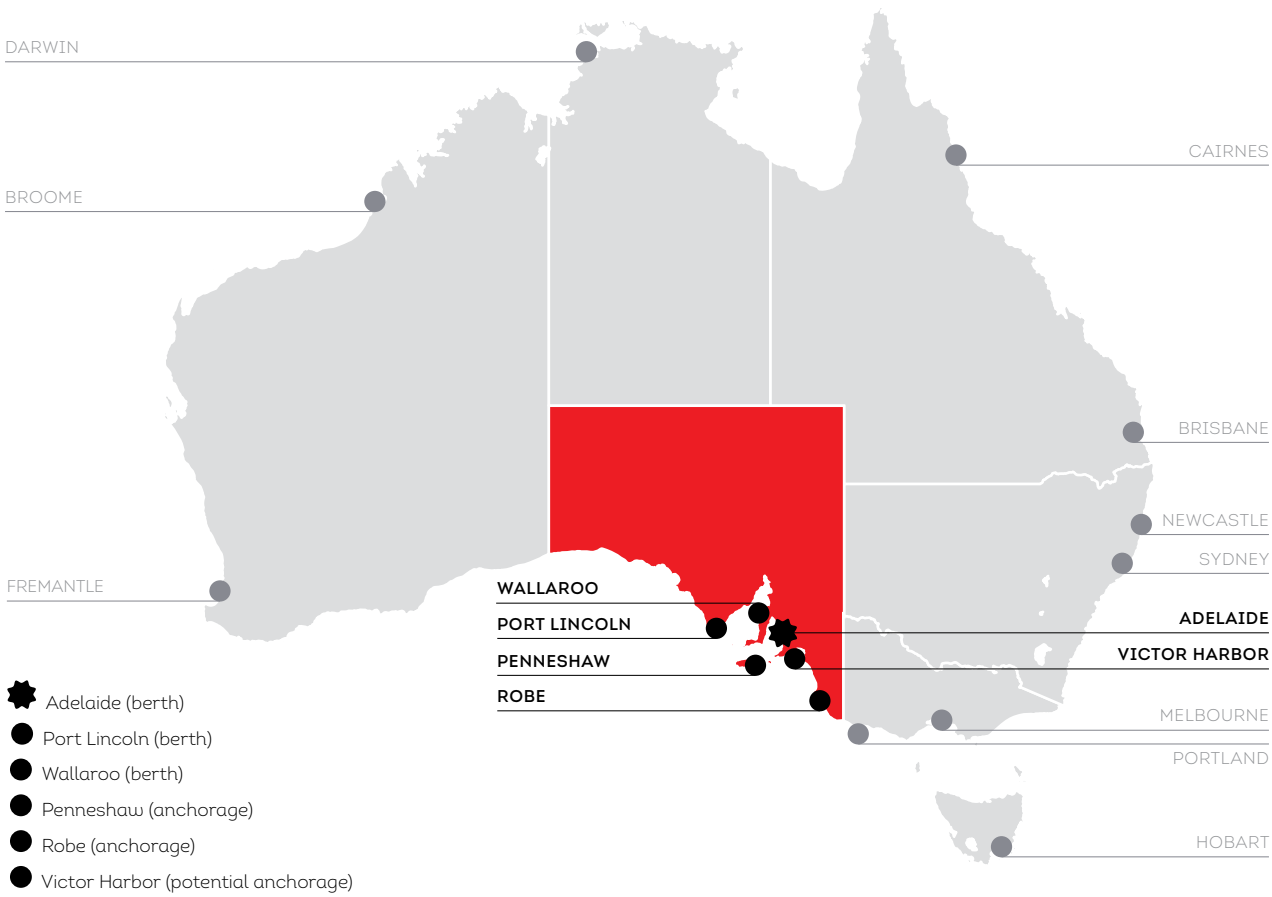 DARWIN
CAIRNES
BROOME
BRISBANE
NEWCASTLE
SYDNEY
FREMANTLE
WALLAROO
ADELAIDE
PORT LINCOLN
VICTOR HARBOR
PENNESHAW
ROBE
MELBOURNE
PORTLAND
HOBART
Adelaide (berth)
Port Lincoln (berth)
Wallaroo (berth)
Penneshaw (anchorage)
Robe (anchorage)
Victor Harbor (potential anchorage)